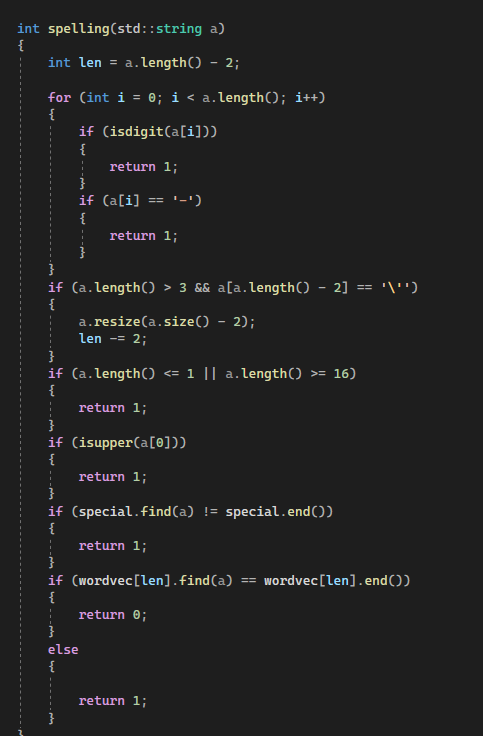 int spelling(std::string a)
{
    int len = a.length() - 2;

    for (int i = 0; i < a.length(); i++)
    {
        if (isdigit(a[i]))
        {
            return 1;
        }
        if (a[i] == '-')
        {
            return 1;
        }
    }
    if (a.length() > 3 && a[a.length() - 2] == '\'')
    {
        a.resize(a.size() - 2);
        len -= 2;
    }
    if (a.length() <= 1 || a.length() >= 16)
    {
        return 1;
    }
    if (isupper(a[0]))
    {
        return 1;
    }
    if (special.find(a) != special.end())
    {
        return 1;
    }
    if (wordvec[len].find(a) == wordvec[len].end())
    {
        return 0;
    }
    else
    {

        return 1;
    }
}